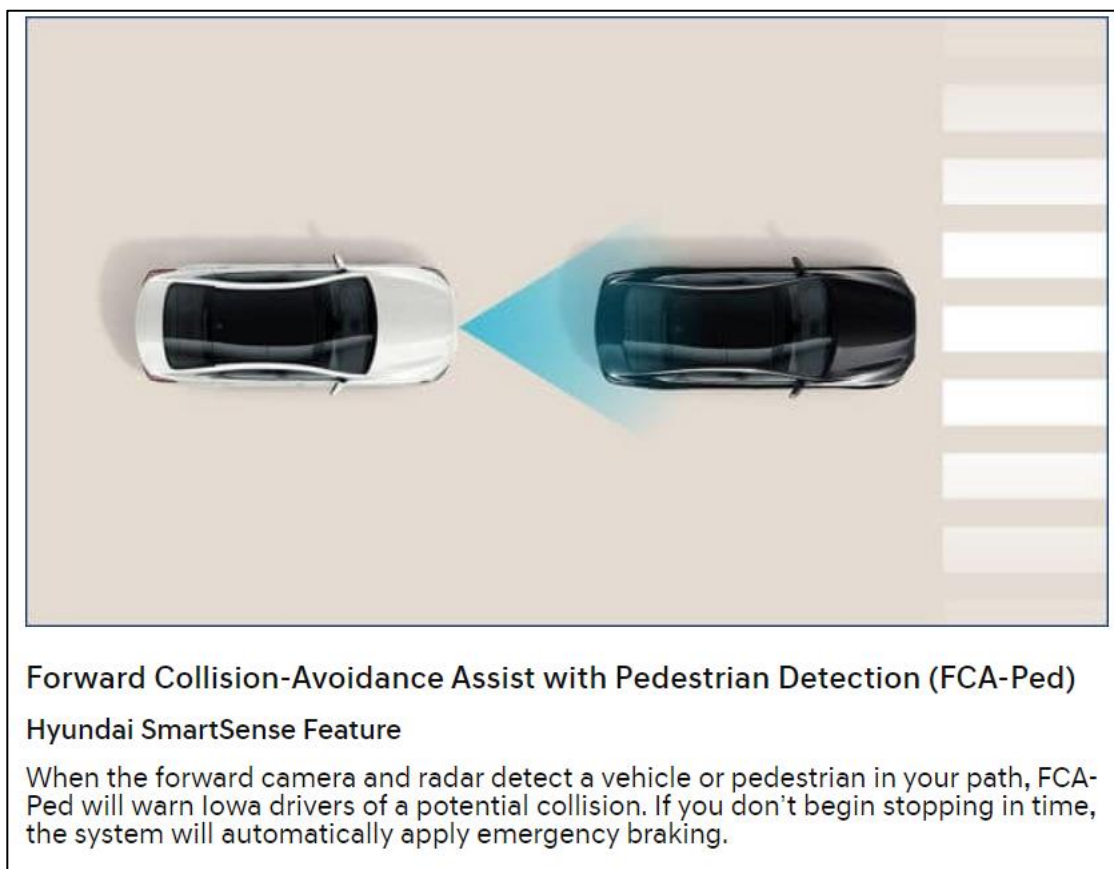 Forward Collision-Avoidance Assist with Pedestrian Detection (FCA-Ped)
Hyundai SmartSense Feature
When the forward camera and radar detect a vehicle or pedestrian in your path, FCA-
Ped will warn Iowa drivers of a potential collision. If you don’t begin stopping in time,
the system will automatically apply emergency braking.